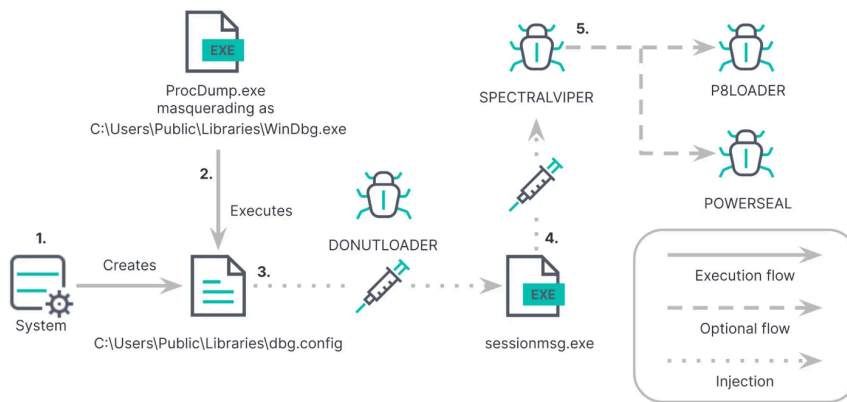 EXE
ProcDump.exe
masquerading as
C:\Users\Public\Libraries\WinDbg.exe
2.
Executes
1.
Creates
System
C:\Users\Public\Libraries\dbg.config
3.
DONUTLOADER
4.
EXE
sessionmsg.exe
SPECTRALVIPER
5.
P8LOADER
POWERSEAL
Execution flow
Optional flow
Injection